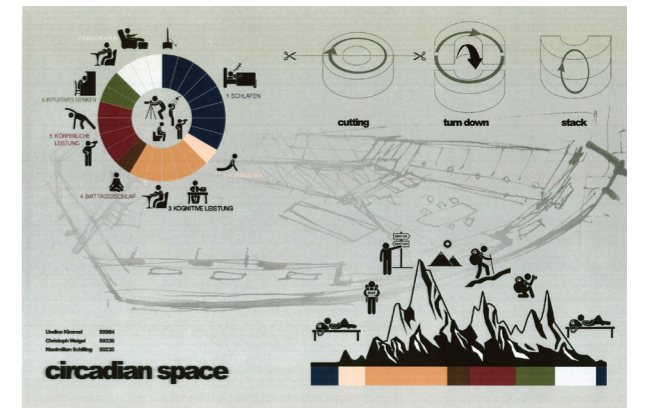 1 SCHLAFEN
3 KOGNITIVE LEISTUNG
4 MITTAGSSCHLAF
5 KÖRPERLICHE
LEISTUNG
6 INTUITIVES DENKEN
cutting
turn down
stack
Undine Kimmel
Christoph Weigel
Maximilian Schilling
circadian space